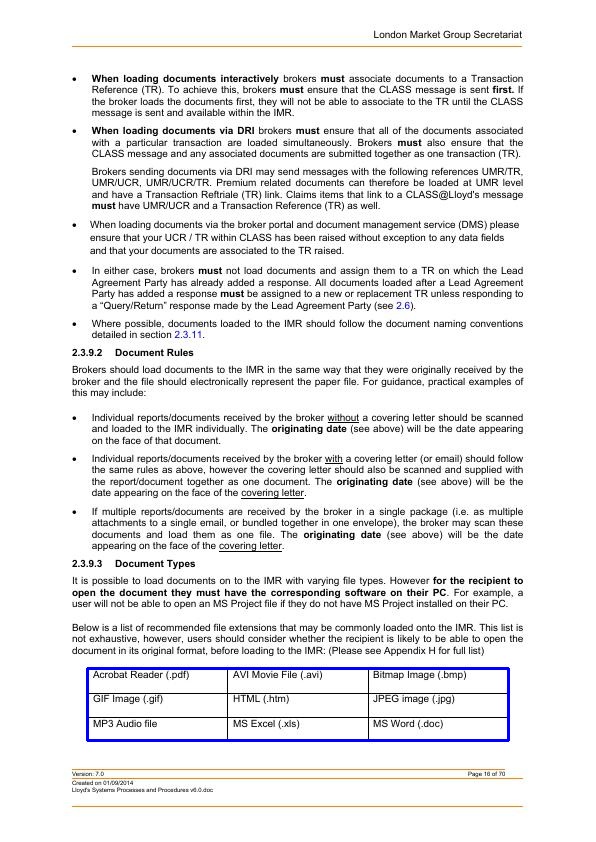 London Market Group Secretariat
• When loading documents interactively brokers must associate documents to a Transaction
Reference (TR). To achieve this, brokers must ensure that the CLASS message is sent first. If
the broker loads the documents first, they will not be able to associate to the TR until the CLASS
message is sent and available within the IMR.
• When loading documents via DRI brokers must ensure that all of the documents associated
with a particular transaction are loaded simultaneously. Brokers must also ensure that the
CLASS message and any associated documents are submitted together as one transaction (TR).
Brokers sending documents via DRI may send messages with the following references UMR/TR,
UMR/UCR, UMR/UCR/TR. Premium related documents can therefore be loaded at UMR level
and have a Transaction Reftriale (TR) link. Claims items that link to a CLASS@Lloyd's message
must have UMR/UCR and a Transaction Reference (TR) as well.
• When loading documents via the broker portal and document management service (DMS) please
ensure that your UCR / TR within CLASS has been raised without exception to any data fields
and that your documents are associated to the TR raised.
• In either case, brokers must not load documents and assign them to a TR on which the Lead
Agreement Party has already added a response. All documents loaded after a Lead Agreement
Party has added a response must be assigned to a new or replacement TR unless responding to
a “Query/Return” response made by the Lead Agreement Party (see 2.6).
• Where possible, documents loaded to the IMR should follow the document naming conventions
detailed in section 2.3.11.
2.3.9.2 Document Rules
Brokers should load documents to the IMR in the same way that they were originally received by the
broker and the file should electronically represent the paper file. For guidance, practical examples of
this may include:
• Individual reports/documents received by the broker without a covering letter should be scanned
and loaded to the IMR individually. The originating date (see above) will be the date appearing
on the face of that document.
• Individual reports/documents received by the broker with a covering letter (or email) should follow
the same rules as above, however the covering letter should also be scanned and supplied with
the report/document together as one document. The originating date (see above) will be the
date appearing on the face of the covering letter.
• If multiple reports/documents are received by the broker in a single package (i.e. as multiple
attachments to a single email, or bundled together in one envelope), the broker may scan these
documents and load them as one file. The originating date (see above) will be the date
appearing on the face of the covering letter.
2.3.9.3 Document Types
It is possible to load documents on to the IMR with varying file types. However for the recipient to
open the document they must have the corresponding software on their PC. For example, a
user will not be able to open an MS Project file if they do not have MS Project installed on their PC.
Below is a list of recommended file extensions that may be commonly loaded onto the IMR. This list is
not exhaustive, however, users should consider whether the recipient is likely to be able to open the
document in its original format, before loading to the IMR: (Please see Appendix H for full list)
Acrobat Reader (.pdf) AVI Movie File (.avi) Bitmap Image (.bmp)
GIF Image (.gif) HTML (.htm) JPEG image (.jpg)
MP3 Audio file MS Excel (.xls) MS Word (.doc)
Version: 7.0 Page 16 of 70
Created on 01/09/2014
Lloyd's Systems Processes and Procedures v6.0.doc